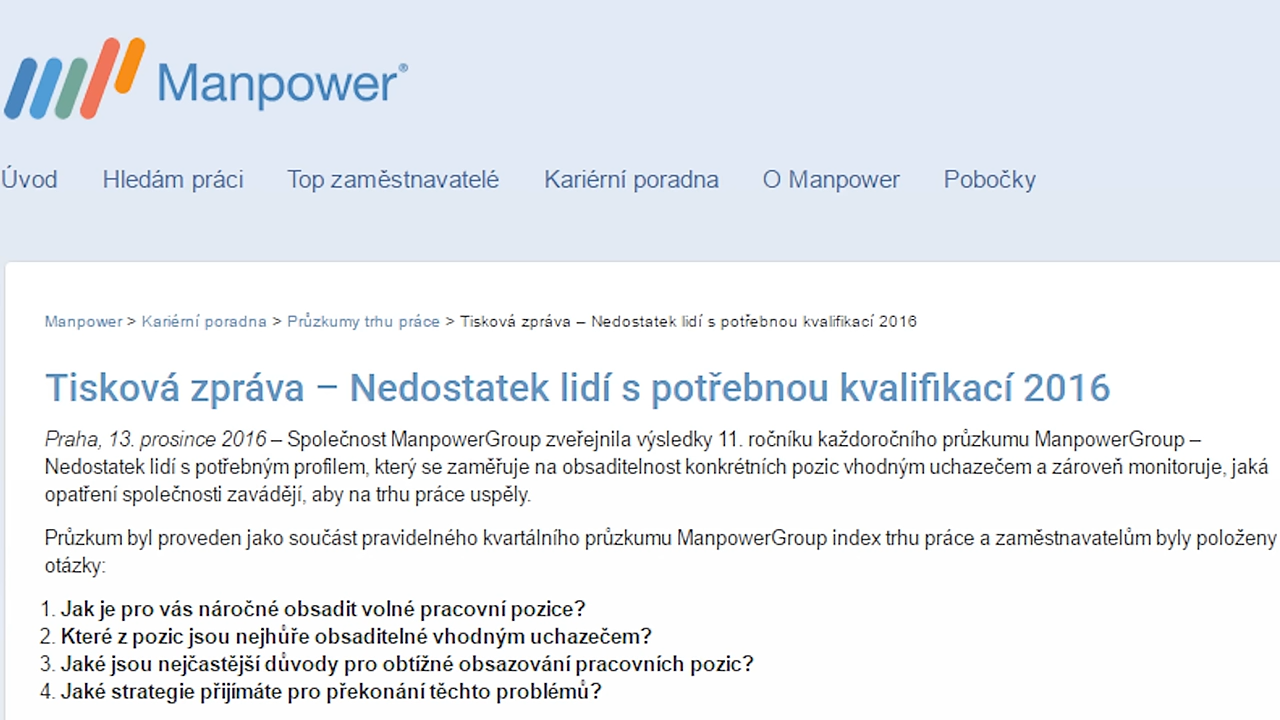 Manpower®
Úvod Hledám práci Top zaměstnavatelé Kariérní poradna O Manpower Pobočky
Manpower > Kariérní poradna > Průzkumy trhu práce > Tisková zpráva – Nedostatek lidí s potřebnou kvalifikací 2016
Tisková zpráva – Nedostatek lidí s potřebnou kvalifikací 2016
Praha, 13. prosince 2016 – Společnost ManpowerGroup zveřejnila výsledky 11. ročníku každoročního průzkumu ManpowerGroup –
Nedostatek lidí s potřebným profilem, který se zaměřuje na obsaditelnost konkrétních pozic vhodným uchazečem a zároveň monitoruje, jaká
opatření společnosti zavádějí, aby na trhu práce uspěly.
Průzkum byl proveden jako součást pravidelného kvartálního průzkumu ManpowerGroup index trhu práce a zaměstnavatelům byly položeny
otázky:
1. Jak je pro vás náročné obsadit volné pracovní pozice?
2. Které z pozic jsou nejhůře obsaditelné vhodným uchazečem?
3. Jaké jsou nejčastější důvody pro obtížné obsazování pracovních pozic?
4. Jaké strategie přijímáte pro překonání těchto problémů?